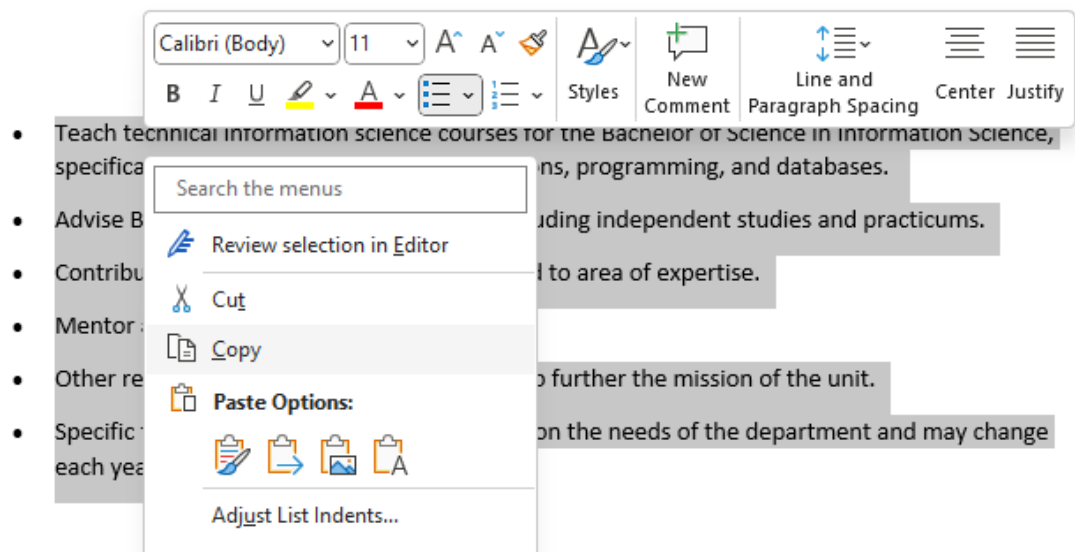 Calibri (Body) 11 A A
Styles
New
Comment
Line and
Paragraph Spacing
Center Justify
B I U A
Teach technical information science courses for the Bachelor of Science in Information Science,
specifica ns, programming, and databases.
Search the menus
Advise B uding independent studies and practicums.
Review selection in Editor
Contribu d to area of expertise.
Cut
Mentor
Copy
Other re o further the mission of the unit.
Paste Options:
Specific on the needs of the department and may change
each yea
A
Adjust List Indents...